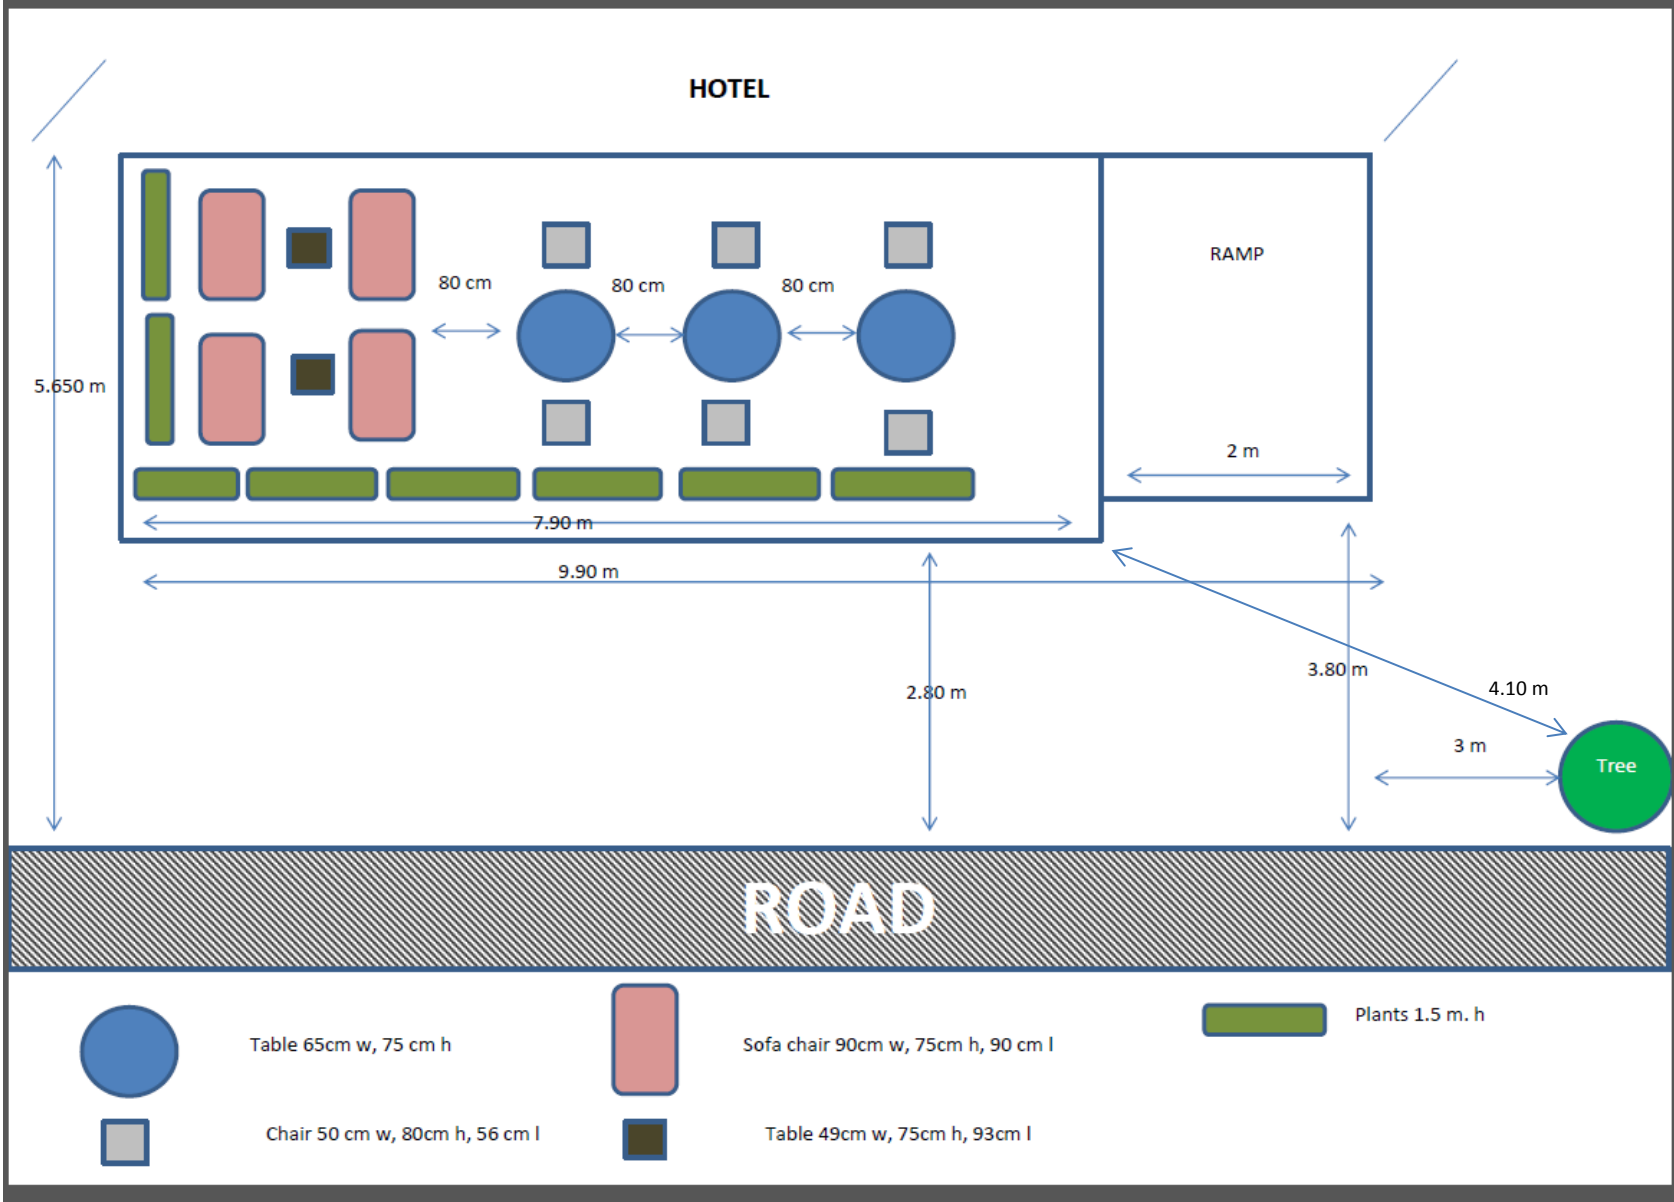 HOTEL
RAMP
80 cm
80 cm
80 cm
5.650 m
2 m
7.90 m
9.90 m
3.80 m
2.80 m
4.10 m
3 m
Tree
ROAD
Table 65cm w, 75 cm h
Sofa chair 90cm w, 75cm h, 90 cm l
Plants 1.5 m. h
Chair 50 cm w, 80cm h, 56 cm l
Table 49cm w, 75cm h, 93cm l